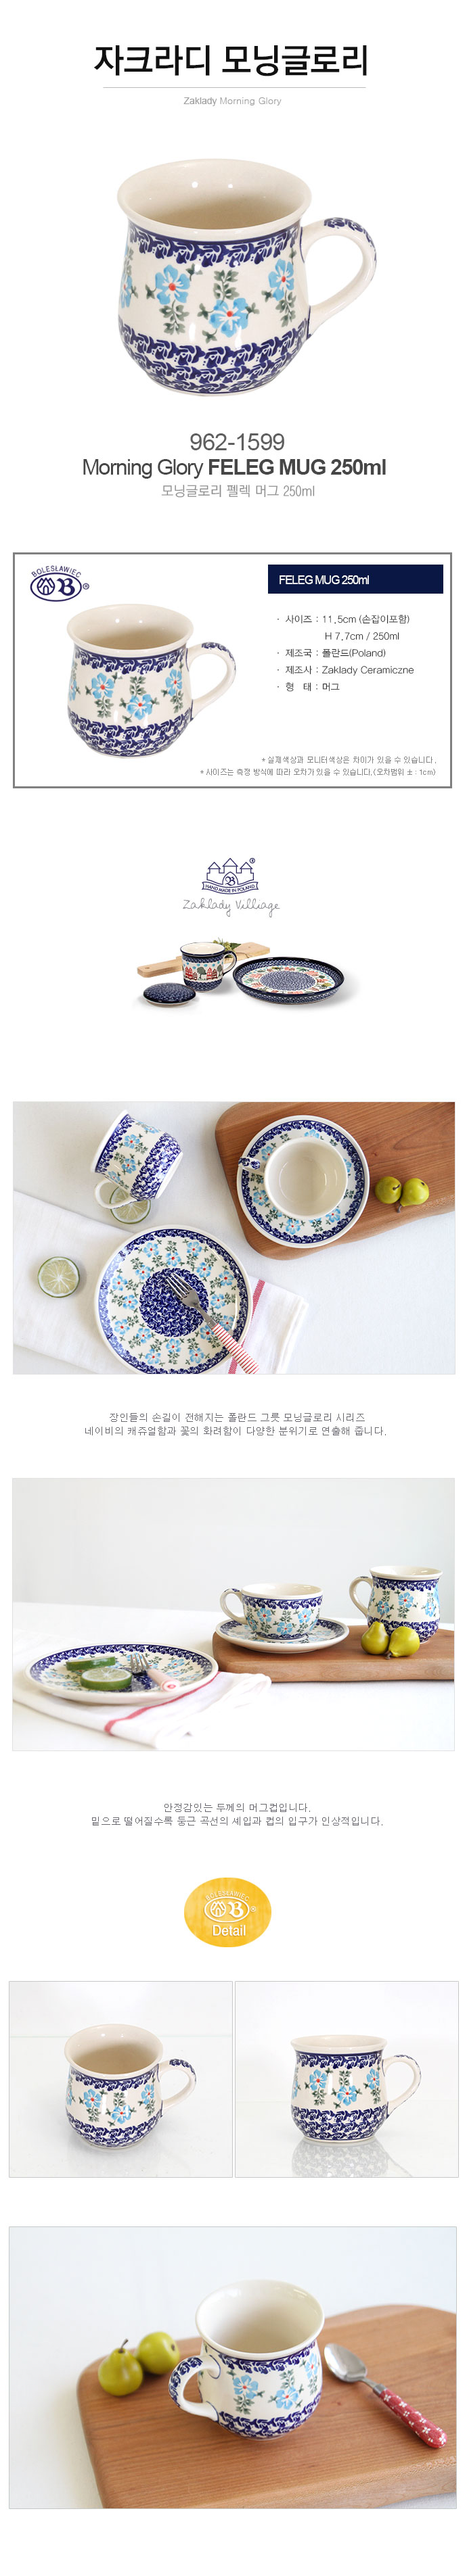 자크라디 모닝글로리
Zaklady Morning Glory
962-1599
Morning Glory FELEG MUG 250ml
모닝글로리 펠렉 머그 250ml
BOLESŁAWIEC
B ®
FELEG MUG 250ml
· 사이즈 : 11.5cm (손잡이포함)
H 7.7cm / 250ml
· 제조국 : 폴란드(Poland)
· 제조사 : Zaklady Ceramiczne
· 형 태 : 머그
* 실제색상과 모니터색상은 차이가 있을 수 있습니다.
* 사이즈는 측정 방식에 따라 오차가 있을 수 있습니다.(오차범위 ± : 1cm)
HAND MADE IN POLAND
Zaklady Villiage
장인들의 손길이 전해지는 폴란드 그릇 모닝글로리 시리즈
네이비의 캐쥬얼함과 꽃의 화려함이 다양한 분위기로 연출해 줍니다.
안정감있는 두께의 머그컵입니다.
밑으로 떨어질수록 둥근 곡선의 셰입과 컵의 입구가 인상적입니다.
BOLESŁAWIEC
B ®
Detail